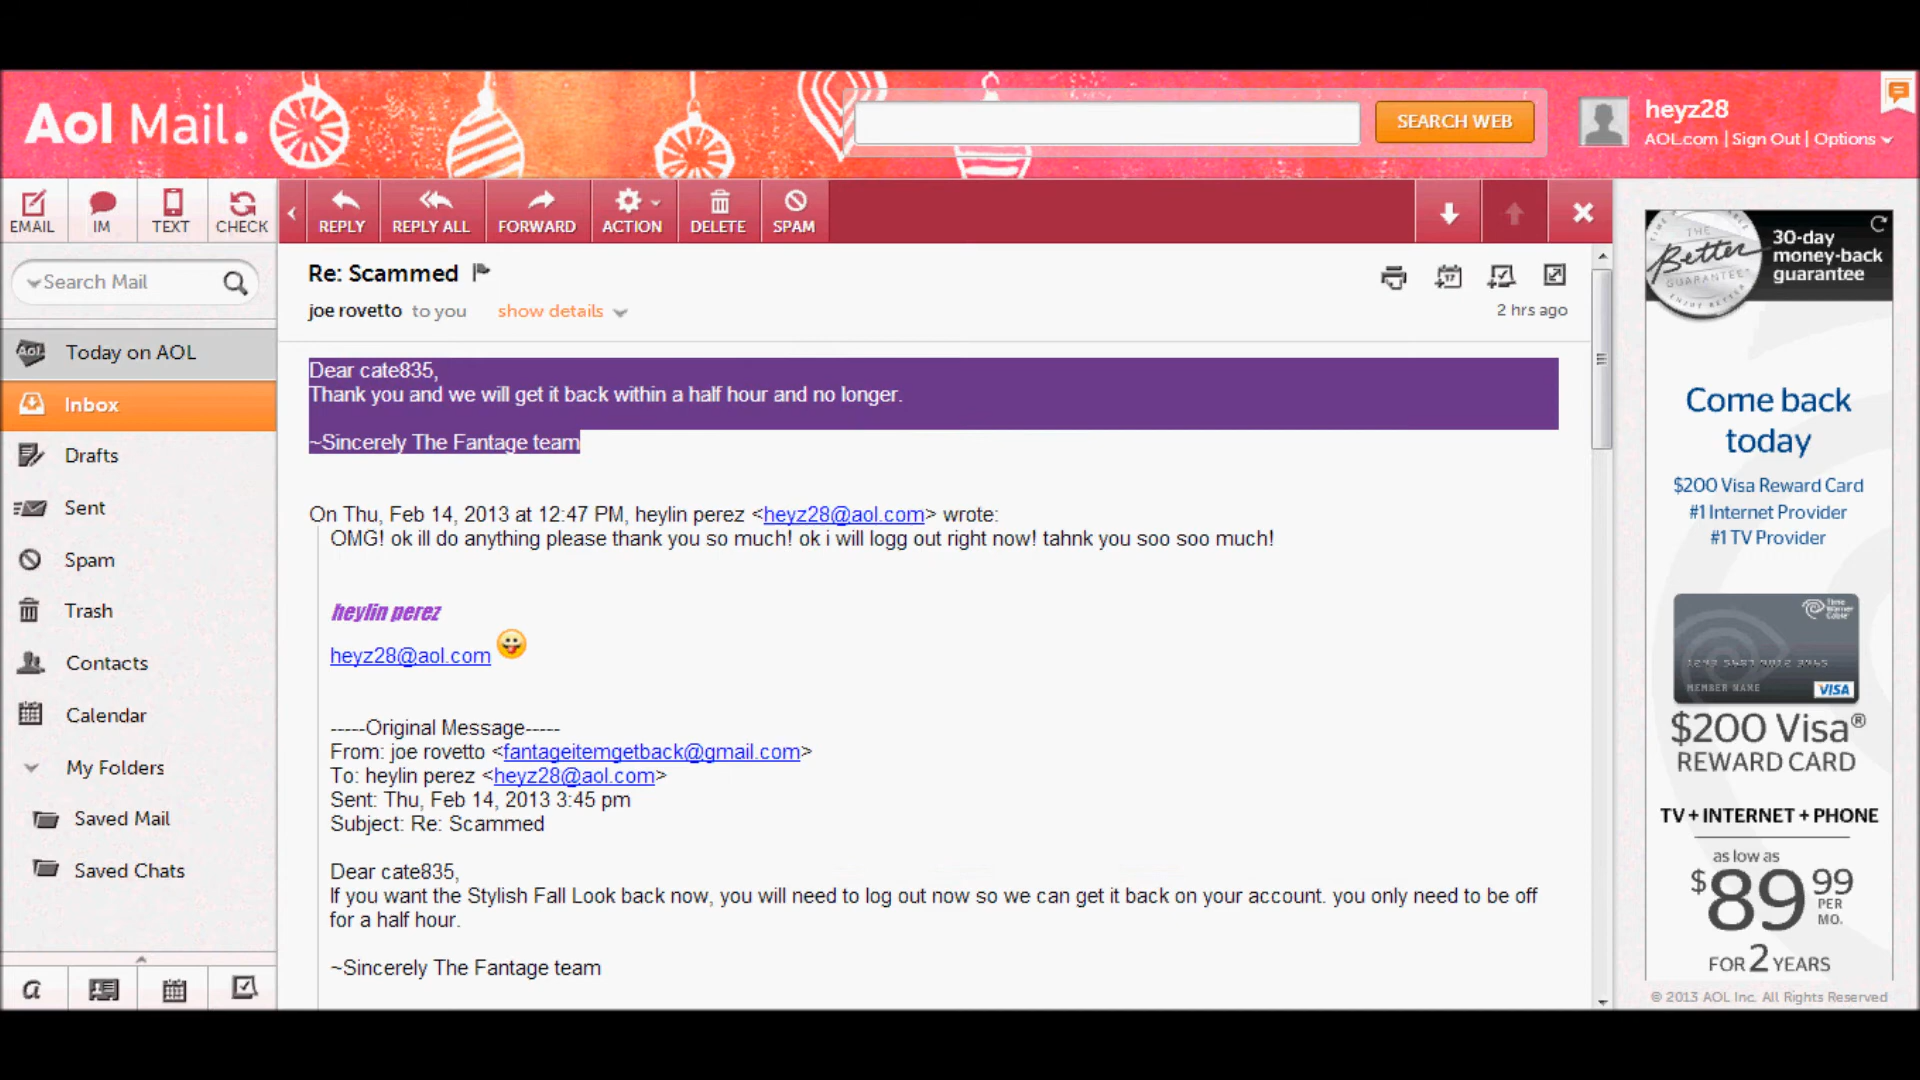 Aol Mail.
SEARCH WEB
heyz28
AOL.com | Sign Out | Options
EMAIL
IM
TEXT
CHECK
REPLY
REPLY ALL
FORWARD
ACTION
DELETE
SPAM
Search Mail
Today on AOL
Inbox
Drafts
Sent
Spam
Trash
Contacts
Calendar
My Folders
Saved Mail
Saved Chats
Re: Scammed
joe rovetto to you show details
2 hrs ago
Dear cate835,
Thank you and we will get it back within a half hour and no longer.
~Sincerely The Fantage team
On Thu, Feb 14, 2013 at 12:47 PM, heylin perez <heyz28@aol.com> wrote:
OMG! ok ill do anything please thank you so much! ok i will logg out right now! tahnk you soo soo much!
heylin perez
heyz28@aol.com
-----Original Message-----
From: joe rovetto <fantageitemgetback@gmail.com>
To: heylin perez <heyz28@aol.com>
Sent: Thu, Feb 14, 2013 3:45 pm
Subject: Re: Scammed
Dear cate835,
If you want the Stylish Fall Look back now, you will need to log out now so we can get it back on your account. you only need to be off
for a half hour.
~Sincerely The Fantage team
THE
Better
GUARANTEE
30-day
money-back
guarantee
Come back
today
$200 Visa Reward Card
#1 Internet Provider
#1 TV Provider
Time
Warner
Cable
MEMBER NAME
VISA
$200 Visa®
REWARD CARD
TV + INTERNET + PHONE
as low as
$89 99
PER
MO.
FOR 2 YEARS
© 2013 AOL Inc. All Rights Reserved